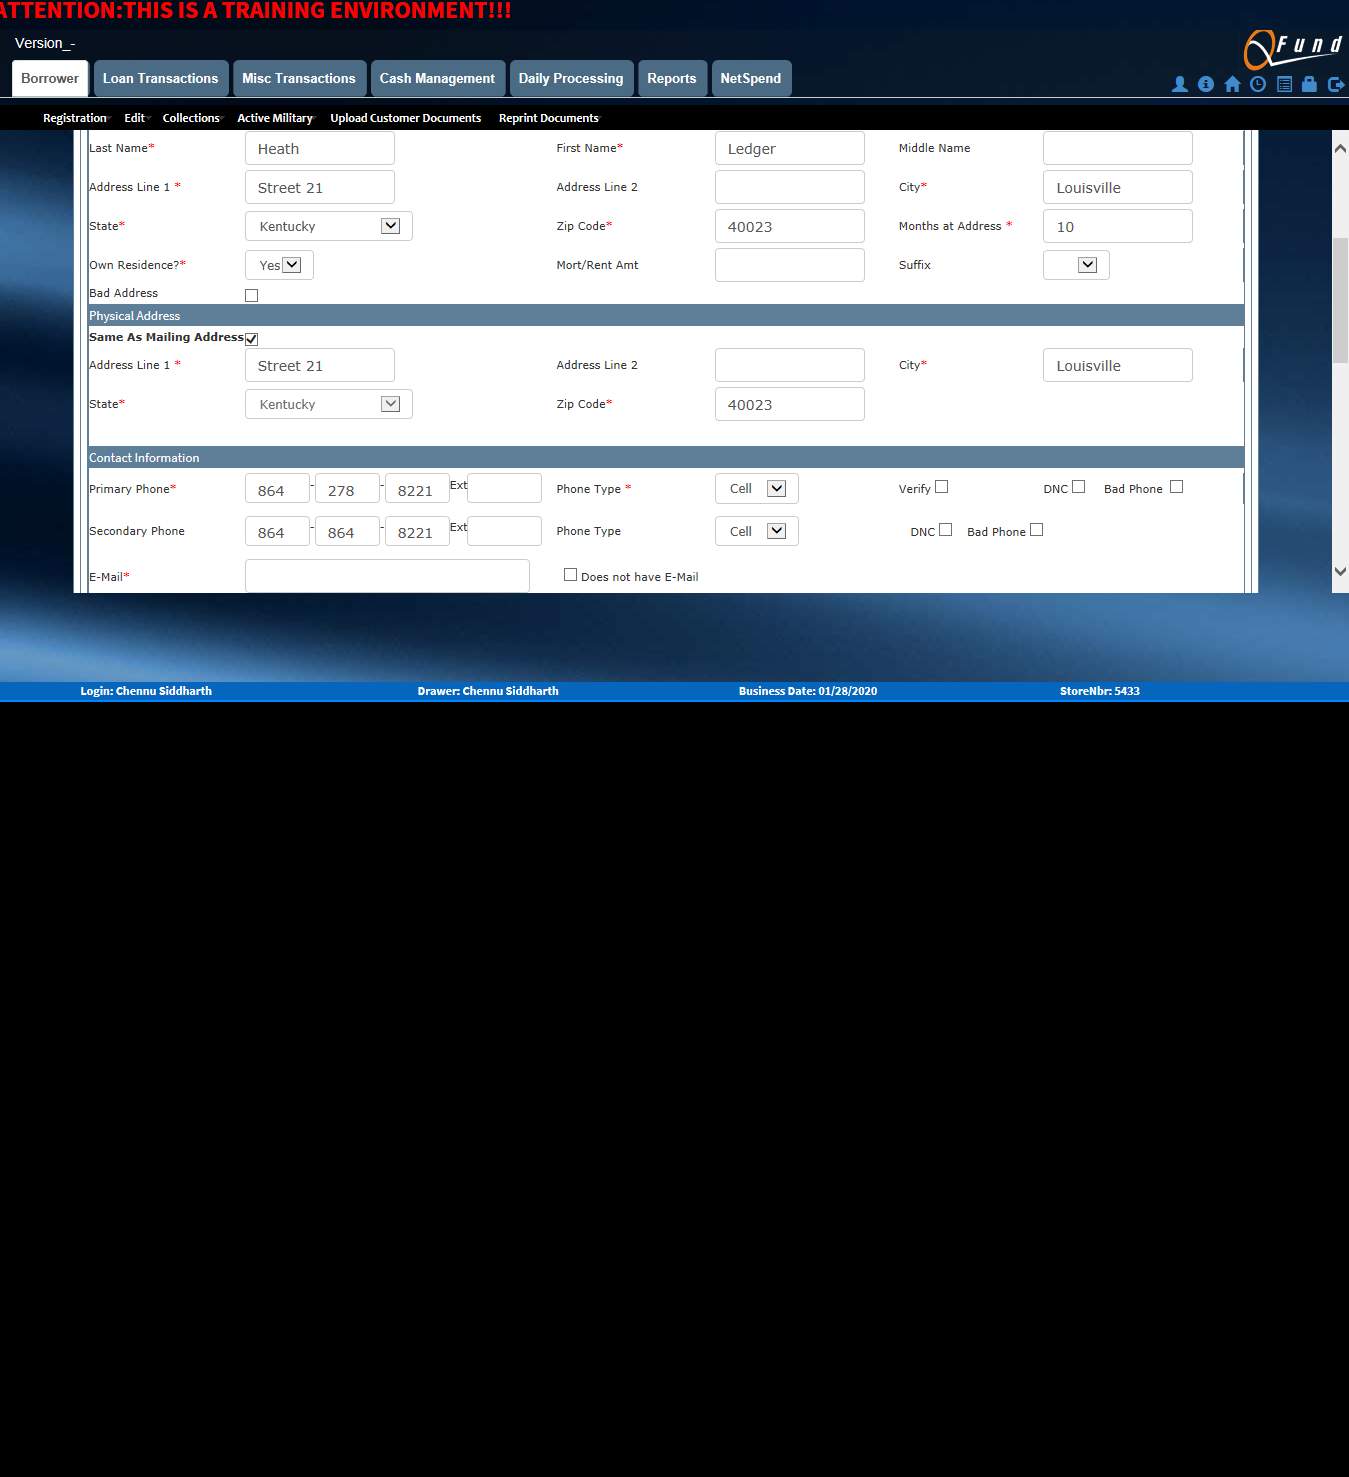 ATTENTION:THIS IS A TRAINING ENVIRONMENT!!!
Version_-
Fund
Borrower Loan Transactions Misc Transactions Cash Management Daily Processing Reports NetSpend
Registration Edit Collections Active Military Upload Customer Documents Reprint Documents
Last Name* Heath First Name* Ledger Middle Name
Address Line 1 * Street 21 Address Line 2 City* Louisville
State* Kentucky Zip Code* 40023 Months at Address * 10
Own Residence?* Yes Mort/Rent Amt Suffix
Bad Address
Physical Address
Same As Mailing Address
Address Line 1 * Street 21 Address Line 2 City* Louisville
State* Kentucky Zip Code* 40023
Contact Information
Primary Phone* 864 - 278 - 8221 Ext Phone Type * Cell Verify DNC Bad Phone
Secondary Phone 864 - 864 - 8221 Ext Phone Type Cell DNC Bad Phone
E-Mail* Does not have E-Mail
Login: Chennu Siddharth Drawer: Chennu Siddharth Business Date: 01/28/2020 StoreNbr: 5433